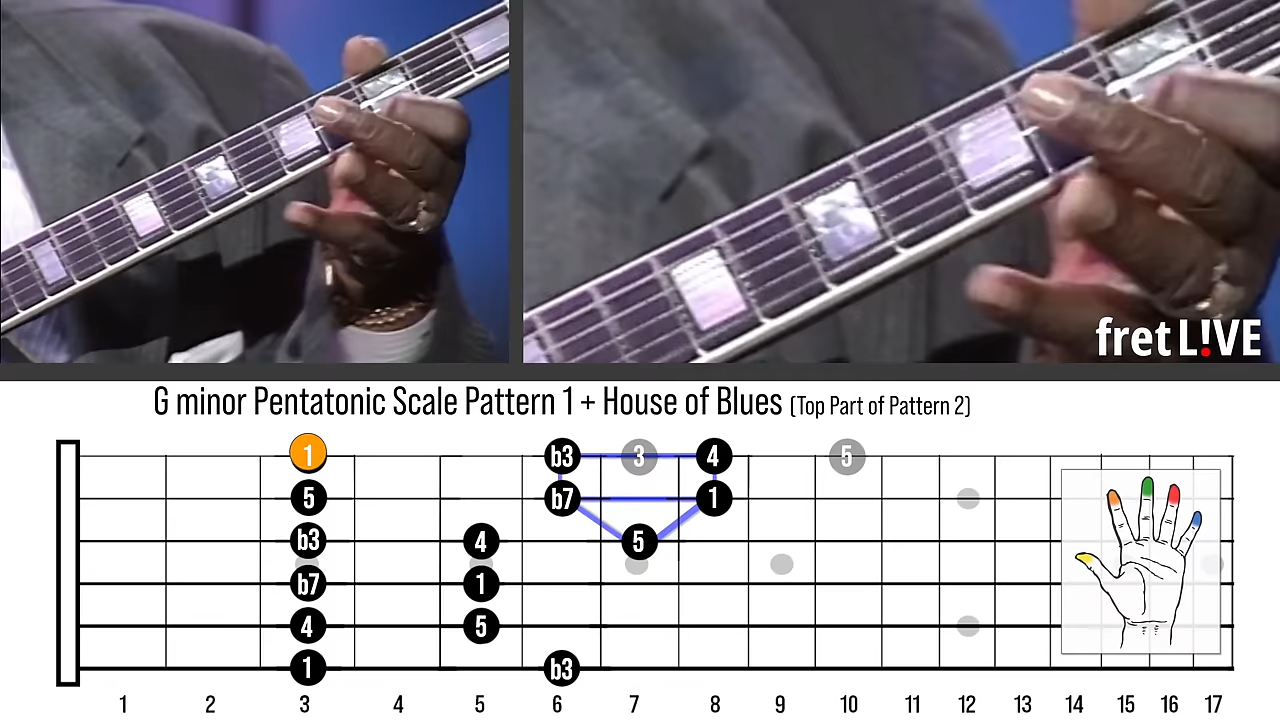 fret L!VE
G minor Pentatonic Scale Pattern 1 + House of Blues (Top Part of Pattern 2)
1 b3 3 4 5
5 b7 1
b3 4 5
b7 1
4 5
1 b3
1 2 3 4 5 6 7 8 9 10 11 12 13 14 15 16 17